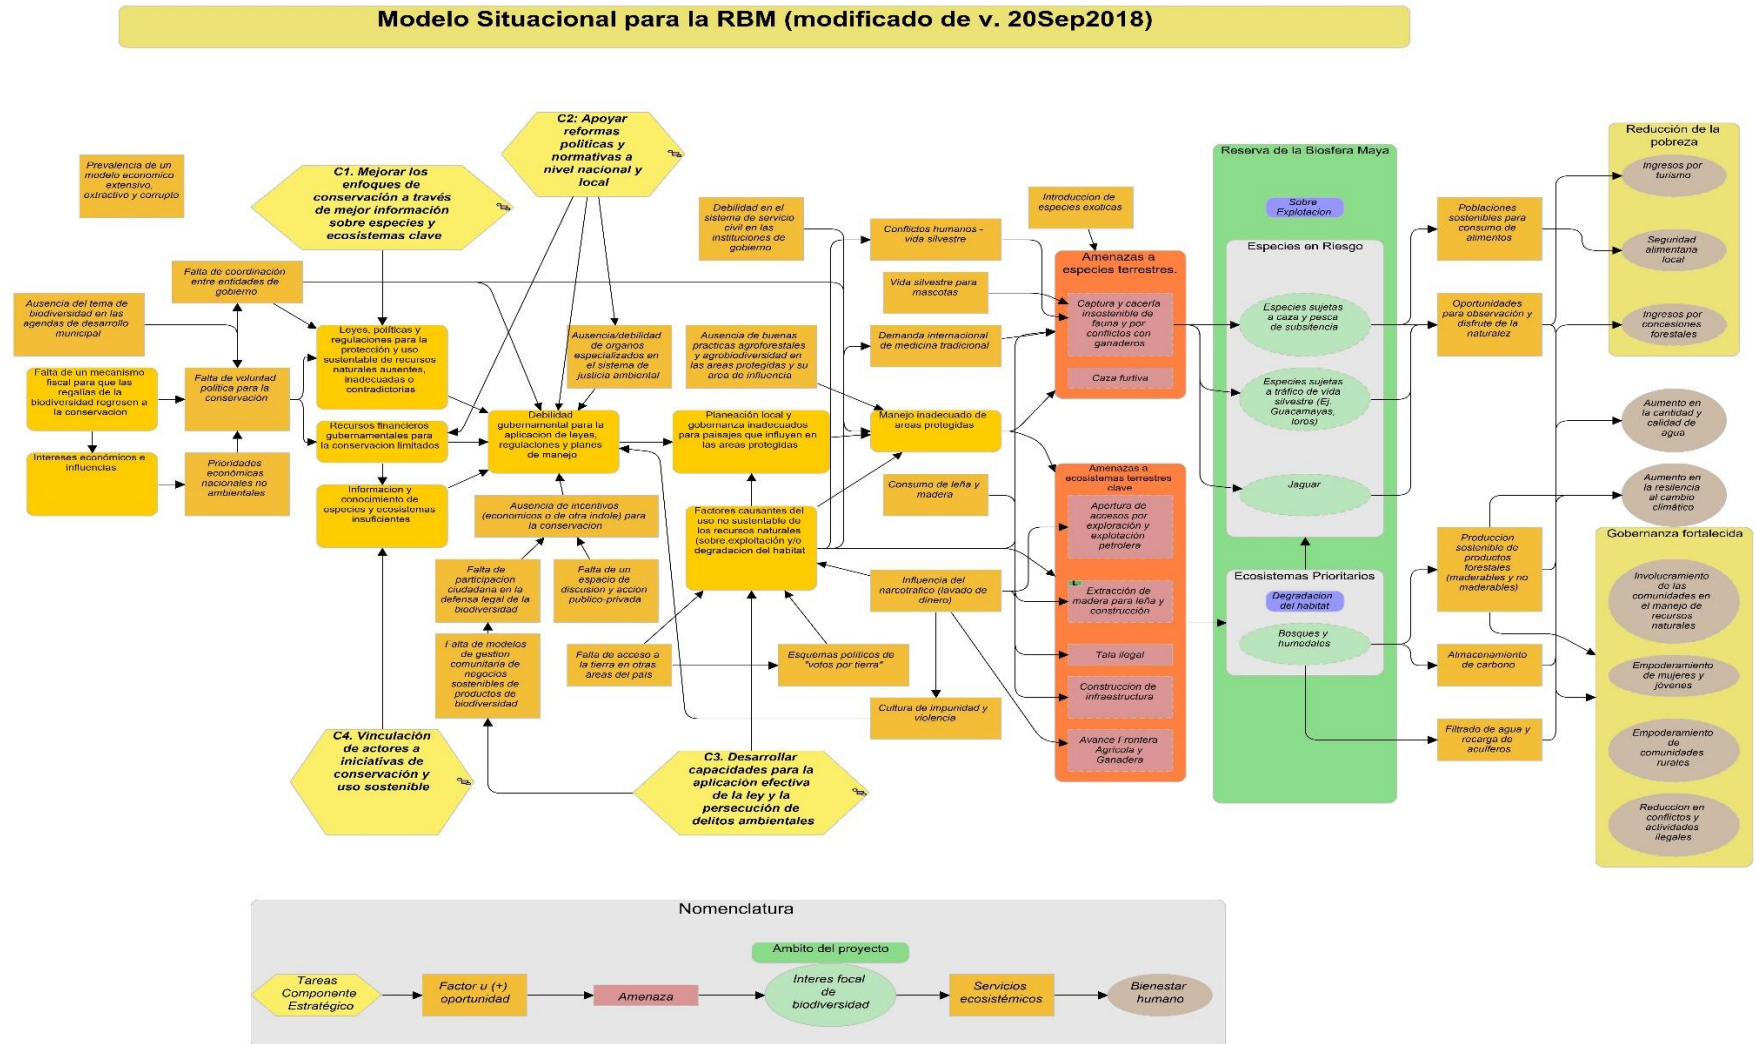 Modelo Situacional para la RBM (modificado de v. 20Sep2018)
Prevalencia de un
modelo economico
extensivo,
extractivo y corrupto
C1. Mejorar los
enfoques de
conservación a través
de mejor información
sobre especies y
ecosistemas clave
C2: Apoyar
reformas
politicas y
normativas a
nivel nacional y
local
Falta de coordinación
entre entidades de
gobierno
Ausencia del tema de
biodiversidad en las
agendas de desarrollo
municipal
Falta de un mecanismo
fiscal para que las
regalías de la
biodiversidad rogrosen a
la conservacion
Intereses económicos e
influencias
Falta de voluntad
política para la
conservación
Prioridades
económicas
nacionales no
ambientales
Leyes, políticas y
regulaciones para la
protección y uso
sustentable de recursos
naturales ausentes,
inadecuadas o
contradictorias
Recursos financieros
gubernamentales para
la conservacion limitados
Informacion y
conocimiento de
especies y ecosistemas
insuficientes
Ausencia/debilidad
de organos
especializados en
el sistema de
justicia ambiental
Debilidad
gubernamental para la
aplicacion de leyes,
regulaciones y planes
de manejo
Ausencia de incentivos
(economicos o de otra indole) para
la conservacion
Falta de
participacion
ciudadana en la
defensa legal de la
biodiversidad
Falta de un
espacio de
discusion y acción
publico-privada
Falta de modelos
de gestion
comunitaria de
negocios
sostenibles de
productos de
biodiversidad
Falta de acceso a
la tierra en otras
áreas del país
Esquemas políticos de
"votos por tierra"
C4. Vinculación
de actores a
iniciativas de
conservación y
uso sostenible
C3. Desarrollar
capacidades para la
aplicación efectiva
de la ley y la
persecución de
delitos ambientales
Debilidad en el
sistema de servicio
civil en las
instituciones de
gobierno
Ausencia de buenas
practicas agroforestales
y agrobiodiversidad en
las areas protegidas y su
area de influencia
Planeación local y
gobernanza inadecuados
para paisajes que influyen en
las areas protegidas
Factores causantes del
uso no sustentable de
los recursos naturales
(sobre.explotación y/o
degradacion del habitat
Conflictos humanos -
vida silvestre
Vida silvestre para
mascotas
Demanda internacional
de medicina tradicional
Manejo inadecuado de
areas protegidas
Consumo de leña y
madera
Influencia del
narcotrafico (lavado de
dinero)
Cultura de impunidad y
violencia
Introduccion de
especies exoticas
Amenazas a
especies terrestres.
Captura y cacería
insostenible de
fauna y por
conflictos con
ganaderos
Caza furtiva
Amenazas a
ecosistemas terrestres
clave
Apertura de
accesos por
exploración y
explotación
petrolera
L
Extracción de
madera para leña y
construcción
Tala ilegal
Construccion de
infraestructura
Avance Frontera
Agrícola y
Ganadera
Reserva de la Biosfera Maya
Sobre
Explotacion
Especies en Riesgo
Especies sujetas
a caza y pesca
de subsitencia
Especies sujetas
a tráfico de vida
silvestre (Ej.
Guacamayas,
loros)
Jaguar
Ecosistemas Prioritarios
Degradacion
del habitat
Bosques y
humedales
Poblaciones
sostenibles para
consumo de
alimentos
Oportunidades
para observación y
disfrute de la
naturalez
Produccion
sostenible de
productos
forestales
(maderables y no
maderables)
Almacenamiento
de carbono
Filtrado de agua y
recarga de
acuíferos
Reducción de la
pobreza
Ingresos por
turismo
Seguridad
alimentaria
local
Ingresos por
concesiones
forestales
Aumento en
la cantidad y
calidad de
agua
Aumento en
la resilencia
al cambio
climático
Gobernanza fortalecida
Involucramiento
de las
comunidades en
el manejo de
recursos
naturales
Empoderamiento
de mujeres y
jóvenes
Empoderamiento
de
comunidades
rurales
Reduccion en
conflictos y
actividades
ilegales
Nomenclatura
Tareas
Componente
Estratégico
Factor u (+)
oportunidad
Amenaza
Ambito del proyecto
Interes focal
de
biodiversidad
Servicios
ecosistémicos
Bienestar
humano